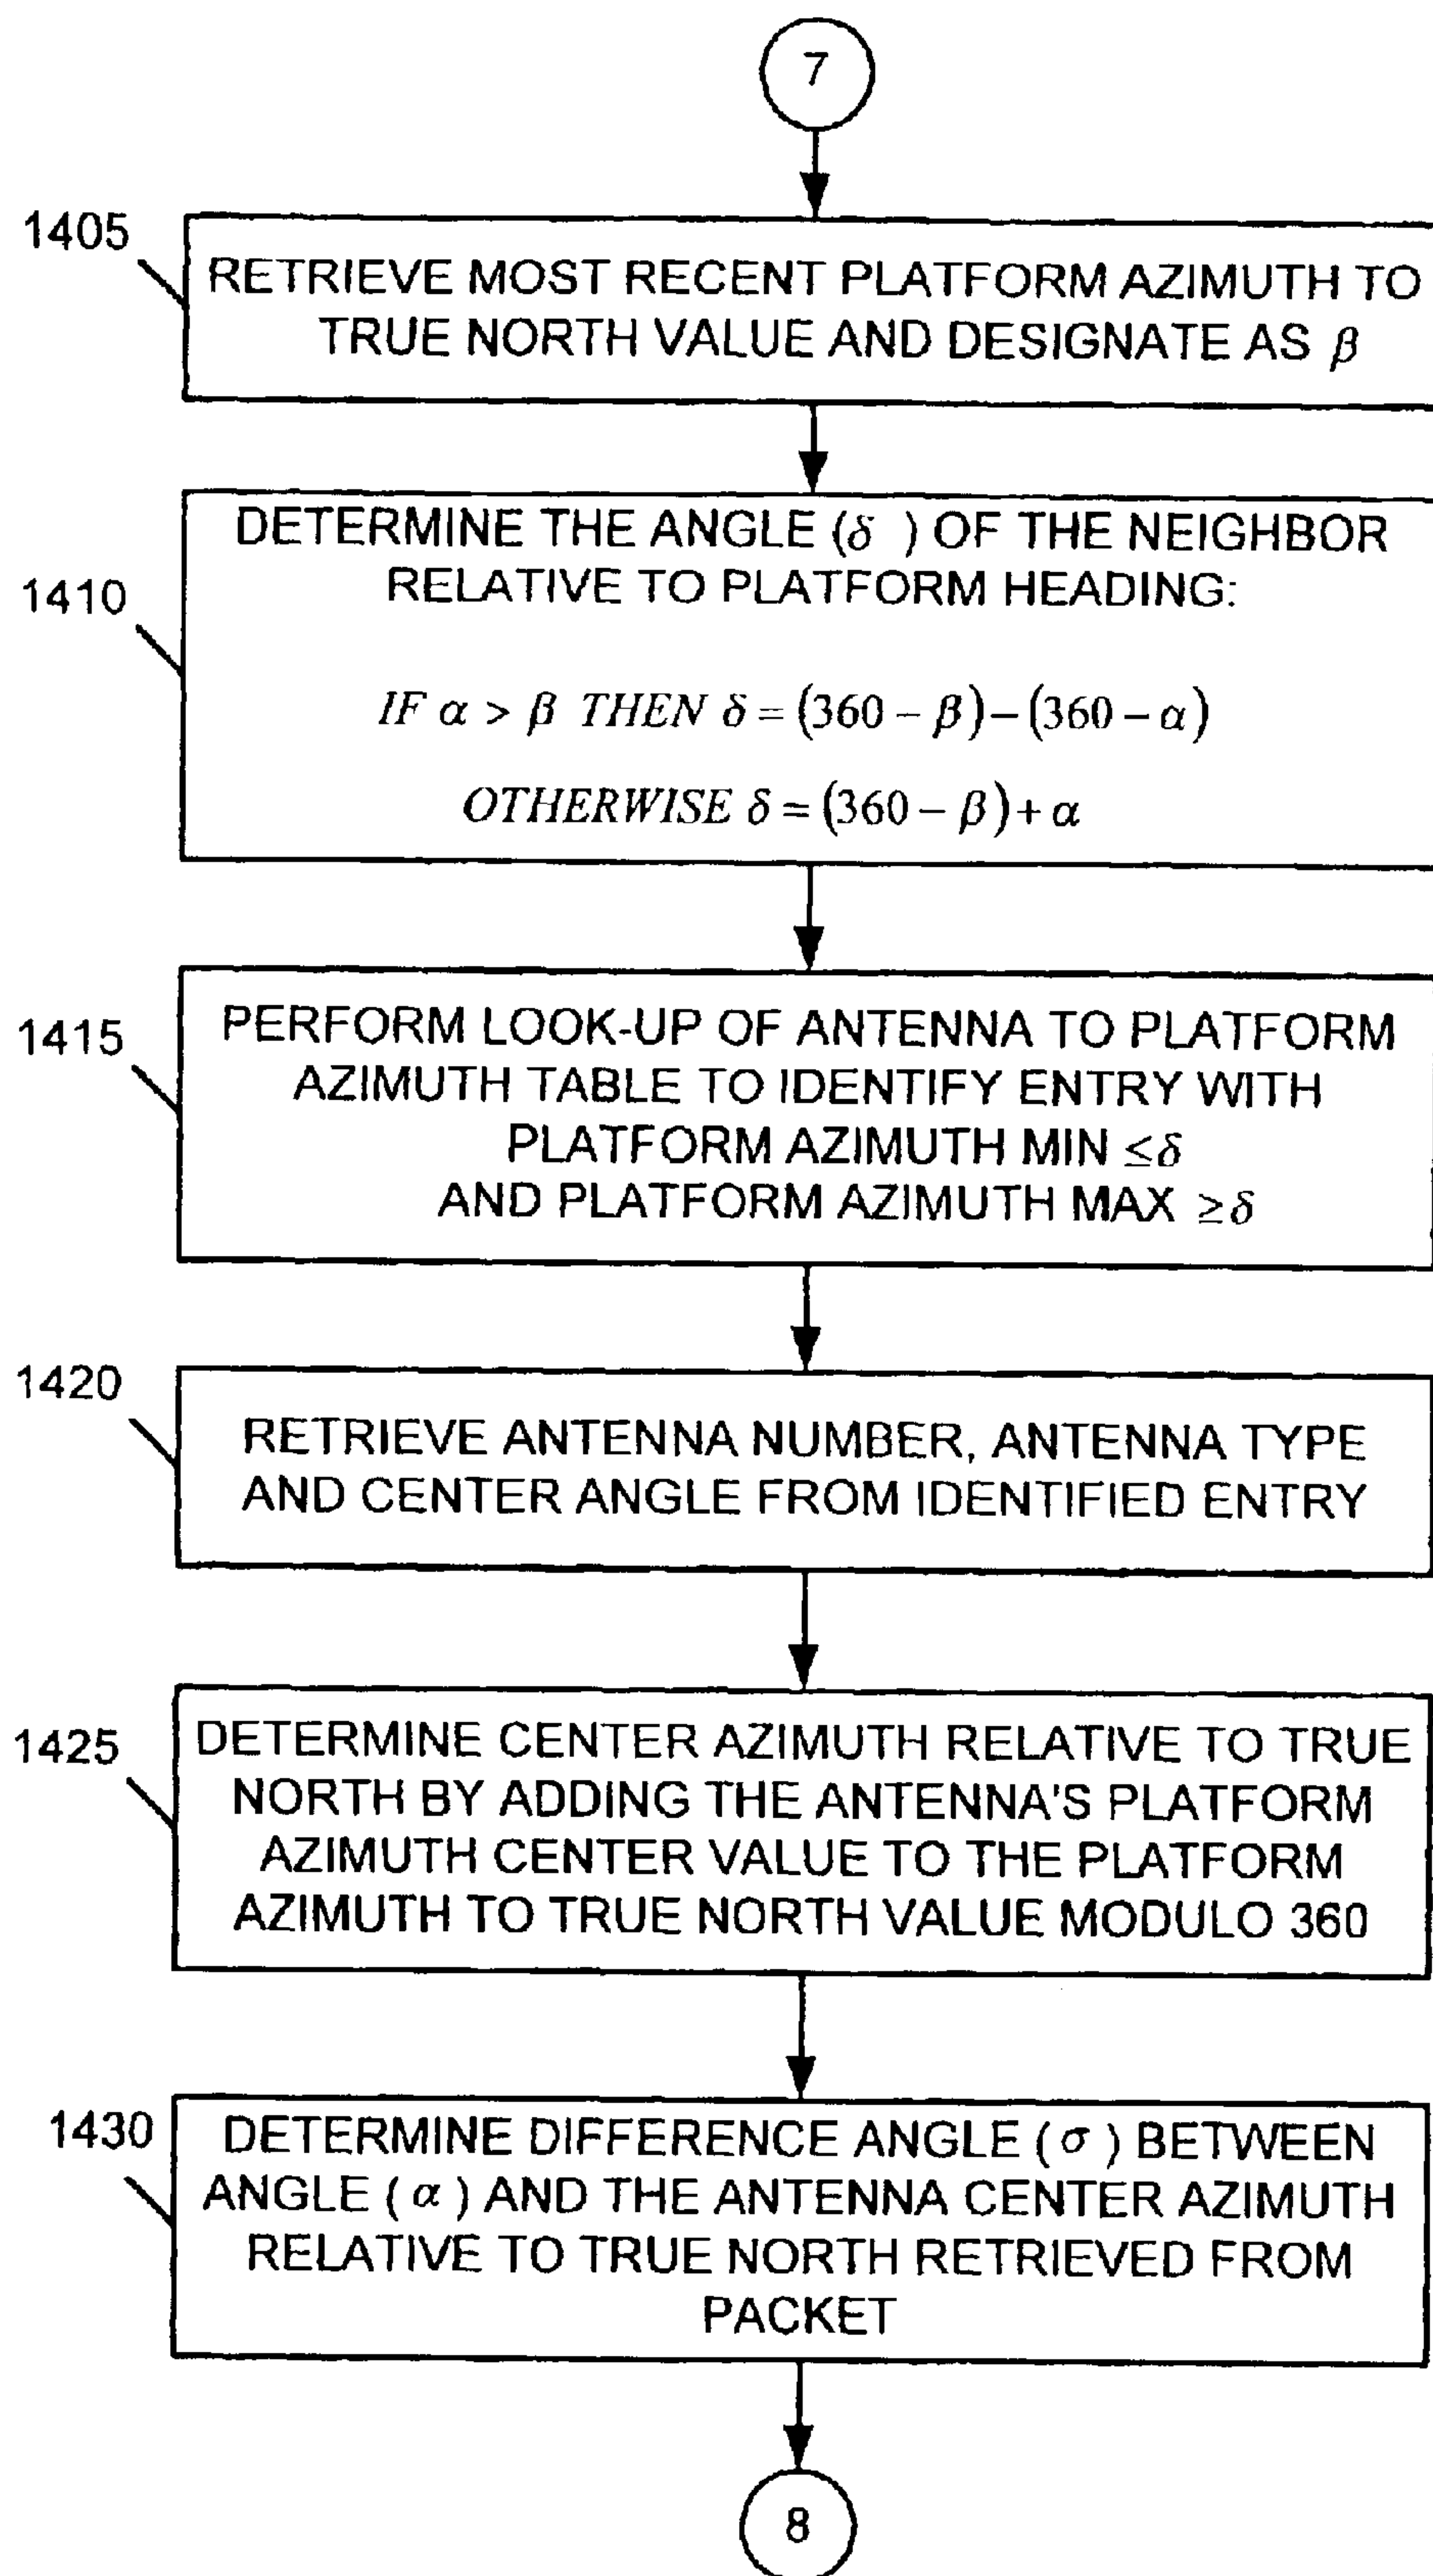 7
1405
RETRIEVE MOST RECENT PLATFORM AZIMUTH TO
TRUE NORTH VALUE AND DESIGNATE AS β
1410
DETERMINE THE ANGLE (δ ) OF THE NEIGHBOR
RELATIVE TO PLATFORM HEADING:
IF α > β THEN δ = (360 – β) – (360 – α)
OTHERWISE δ = (360 – β) + α
1415
PERFORM LOOK-UP OF ANTENNA TO PLATFORM
AZIMUTH TABLE TO IDENTIFY ENTRY WITH
PLATFORM AZIMUTH MIN ≤δ
AND PLATFORM AZIMUTH MAX ≥δ
1420
RETRIEVE ANTENNA NUMBER, ANTENNA TYPE
AND CENTER ANGLE FROM IDENTIFIED ENTRY
1425
DETERMINE CENTER AZIMUTH RELATIVE TO TRUE
NORTH BY ADDING THE ANTENNA'S PLATFORM
AZIMUTH CENTER VALUE TO THE PLATFORM
AZIMUTH TO TRUE NORTH VALUE MODULO 360
1430
DETERMINE DIFFERENCE ANGLE (σ) BETWEEN
ANGLE (α) AND THE ANTENNA CENTER AZIMUTH
RELATIVE TO TRUE NORTH RETRIEVED FROM
PACKET
8